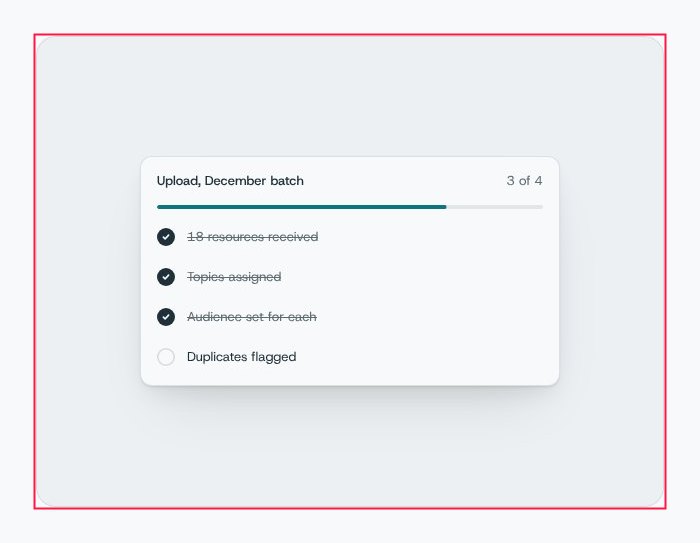 Upload, December batch
3 of 4
18 resources received
Topics assigned
Audience set for each
Duplicates flagged